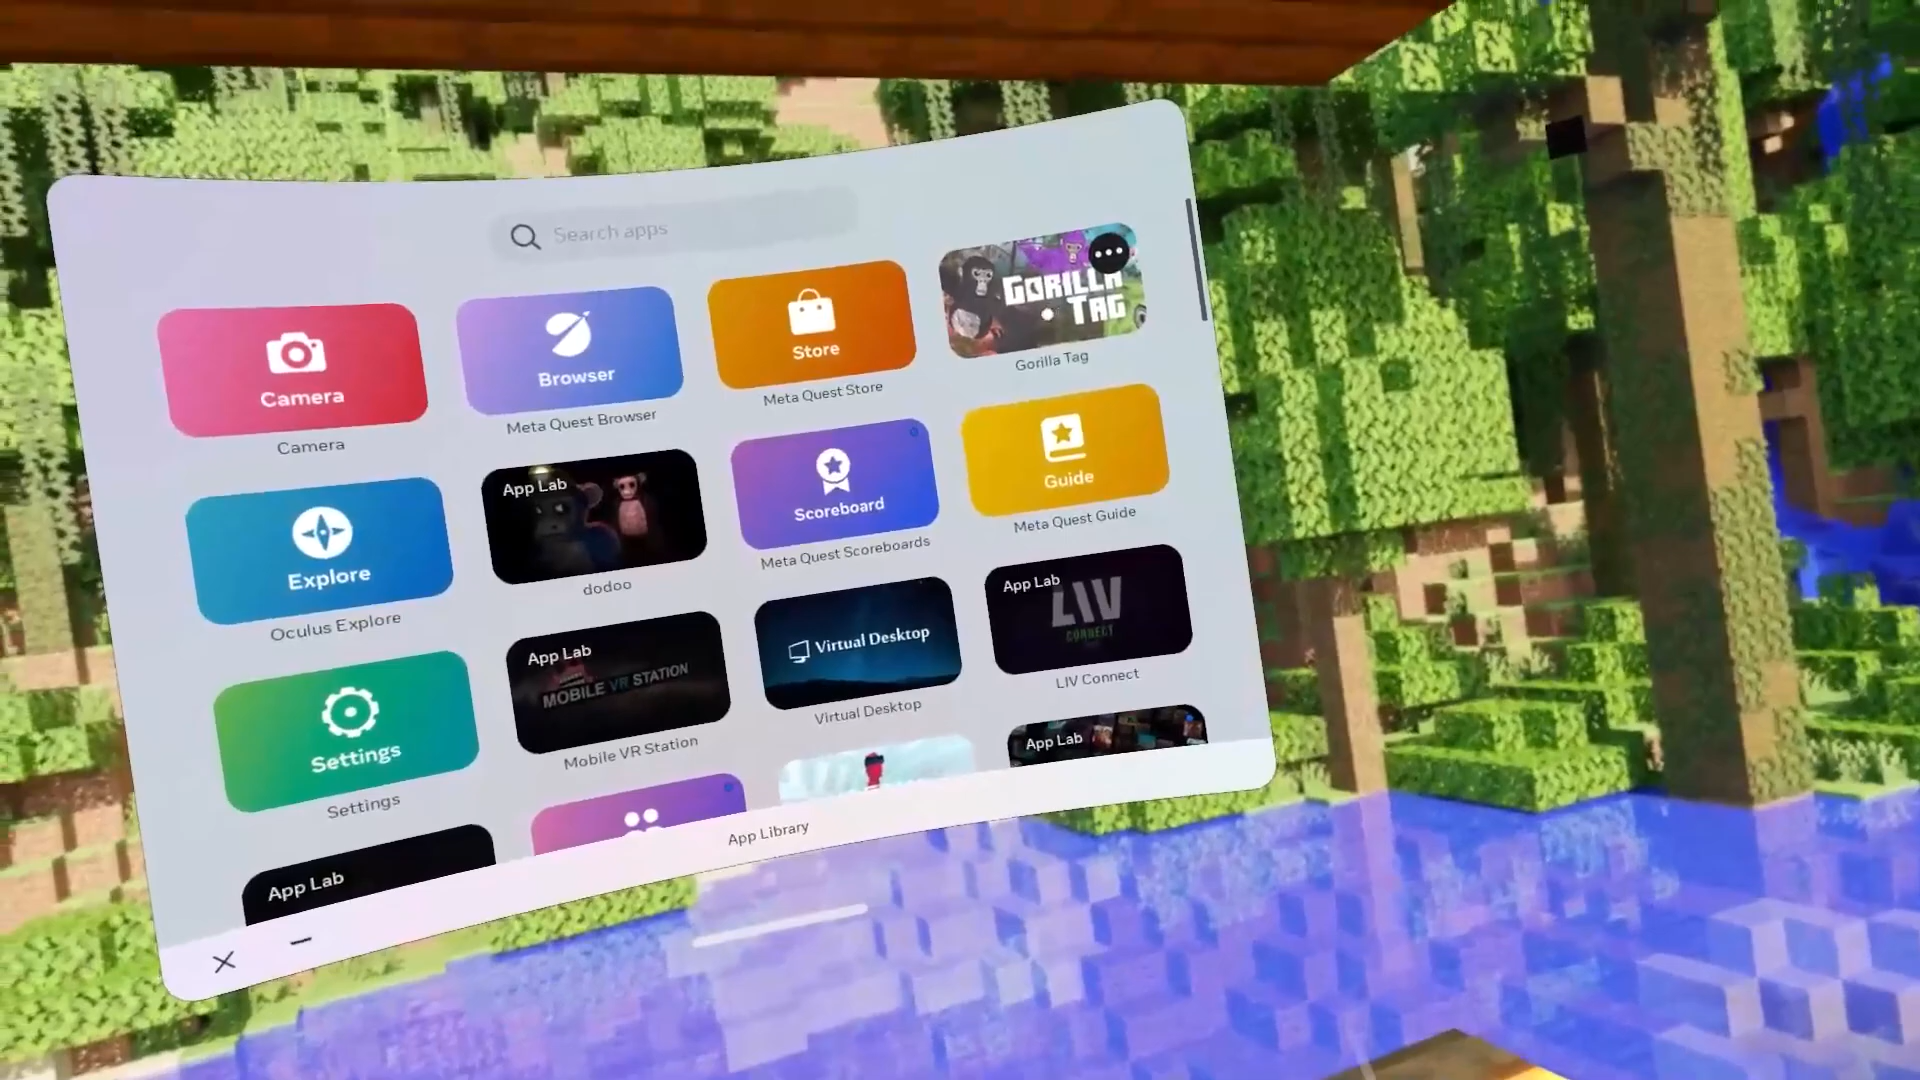 Search apps
Camera
Camera
Browser
Meta Quest Browser
Store
Meta Quest Store
GORILLA
TAG
Gorilla Tag
Explore
Oculus Explore
App Lab
dodoo
Scoreboard
Meta Quest Scoreboards
Guide
Meta Quest Guide
Settings
Settings
App Lab
MOBILE VR STATION
Mobile VR Station
Virtual Desktop
Virtual Desktop
App Lab
LIV
CONNECT
LIV Connect
App Lab
App Lab
App Library